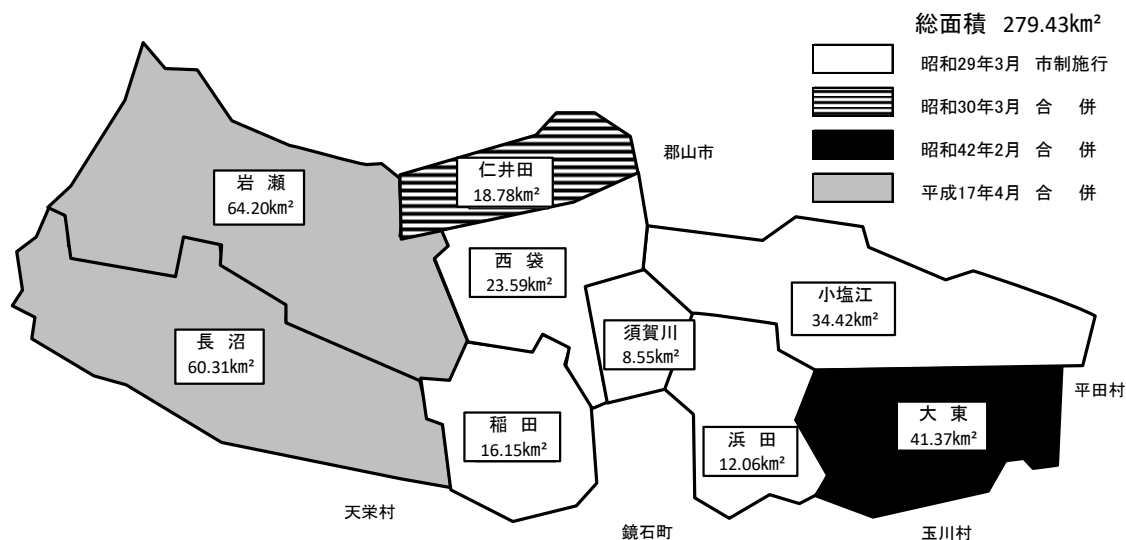 総面積 279.43km²
昭和29年3月 市制施行
昭和30年3月 合 併
昭和42年2月 合 併
平成17年4月 合 併
郡山市
仁井田
18.78km²
岩 瀬
64.20km²
西 袋
23.59km²
小塩江
34.42km²
須賀川
8.55km²
長 沼
60.31km²
平田村
大 東
41.37km²
稲 田
16.15km²
浜 田
12.06km²
天栄村
鏡石町
玉川村